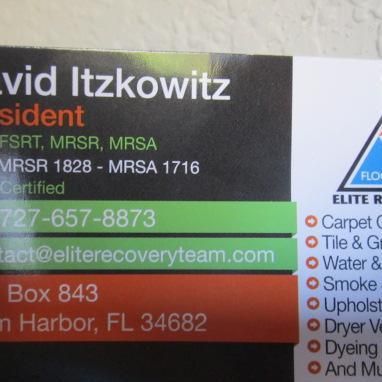 vid Itzkowitz
sident
FSRT, MRSR, MRSA
MRSR 1828 - MRSA 1716
Certified
727-657-8873
tact@eliterecoveryteam.com
Box 843
Harbor, FL 34682
FLOO
ELITE R
Carpet C
Tile & Gr
Water &
Smoke
Upholst
Dryer Ve
Dyeing
And Mu